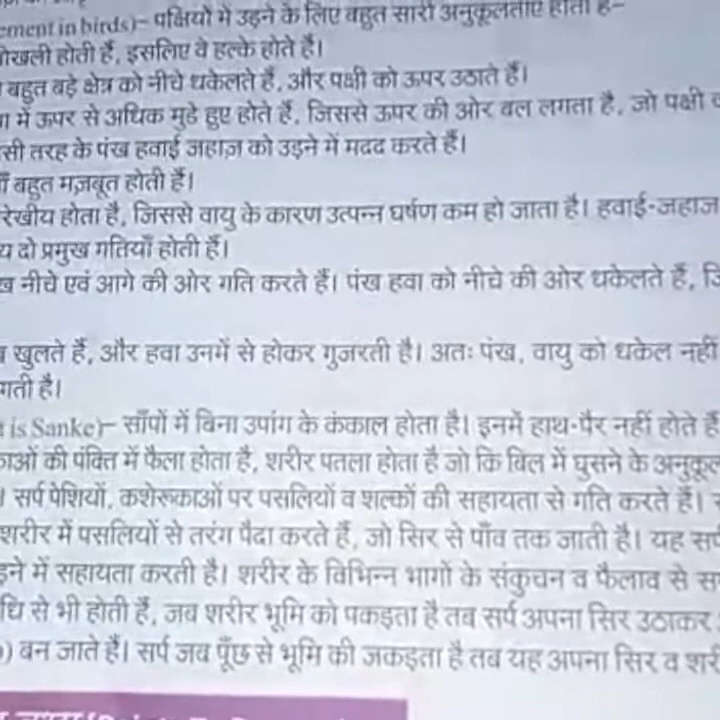 ement in birds)– पक्षियों में उड़ने के लिए बहुत सारी अनुकूलताएँ होती हैं–
खोखली होती हैं, इसलिए वे हल्के होते हैं।
बहुत बड़े क्षेत्र को नीचे धकेलते हैं, और पक्षी को ऊपर उठाते हैं।
में ऊपर से अधिक मुडे हुए होते हैं, जिससे ऊपर की ओर बल लगता है, जो पक्षी
सी तरह के पंख हवाई जहाज़ को उड़ने में मदद करते हैं।
बहुत मज़बूत होती हैं।
रेखीय होता है, जिससे वायु के कारण उत्पन्न घर्षण कम हो जाता है। हवाई-जहाज
य दो प्रमुख गतियाँ होती हैं।
ख नीचे एवं आगे की ओर गति करते हैं। पंख हवा को नीचे की ओर धकेलते हैं, जि
खुलते हैं, और हवा उनमें से होकर गुजरती है। अतः पंख, वायु को धकेल नहीं
गती है।
is Sanke)– साँपों में बिना उपांग के कंकाल होता है। इनमें हाथ-पैर नहीं होते हैं
काओं की पंक्ति में फैला होता है, शरीर पतला होता है जो कि बिल में घुसने के अनुकूल
। सर्प पेशियों, कशेरूकाओं पर पसलियों व शल्कों की सहायता से गति करते हैं।
शरीर में पसलियों से तरंग पैदा करते हैं, जो सिर से पाँव तक जाती है। यह सर्प
ड़ने में सहायता करती है। शरीर के विभिन्न भागों के संकुचन व फैलाव से स
धि से भी होती हैं, जब शरीर भूमि को पकड़ता है तब सर्प अपना सिर उठाकर
) बन जाते हैं। सर्प जब पूँछ से भूमि की जकड़ता है तब यह अपना सिर व शरी